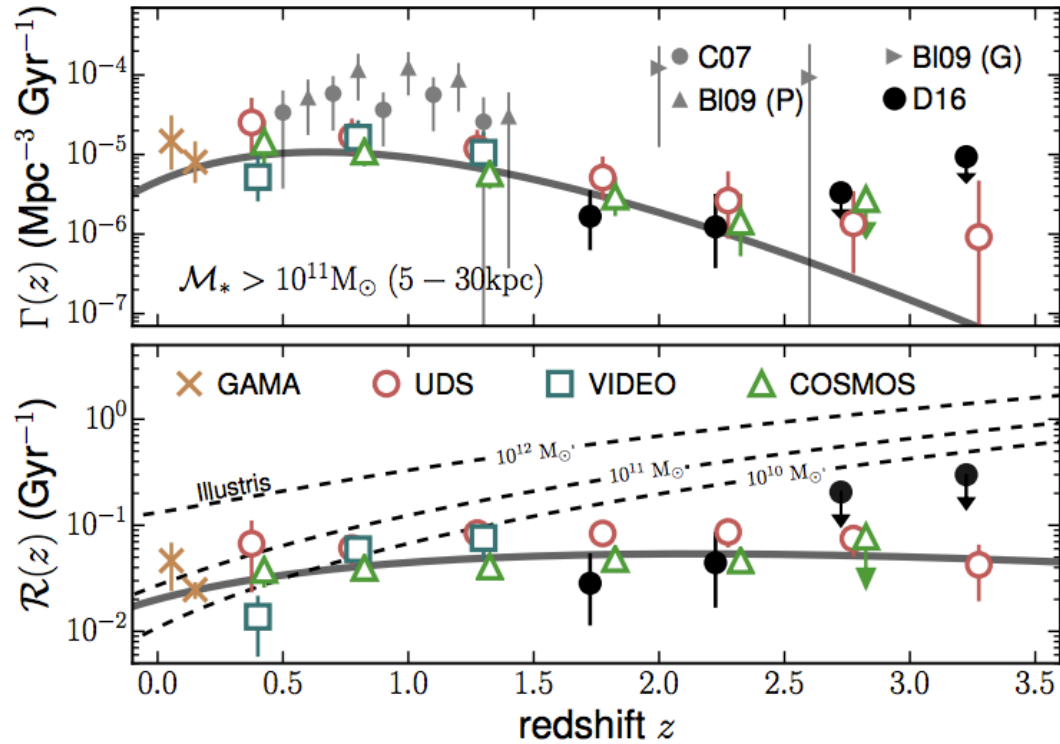 Γ(z) (Mpc⁻³ Gyr⁻¹)
10⁻⁴
10⁻⁵
10⁻⁶
10⁻⁷
C07
Bl09 (G)
Bl09 (P)
D16
ℳ* > 10¹¹M☉ (5 − 30kpc)
ℛ(z) (Gyr⁻¹)
10⁰
10⁻¹
10⁻²
GAMA
UDS
VIDEO
COSMOS
Illustris
10¹² M☉
10¹¹ M☉
10¹⁰ M☉
0.0 0.5 1.0 1.5 2.0 2.5 3.0 3.5
redshift z